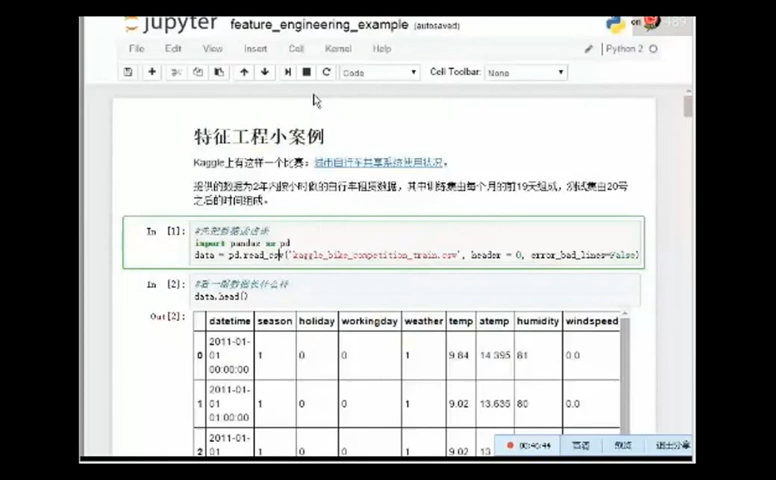 jupyter feature_engineering_example (autosaved)
File Edit View Insert Cell Kernel Help Python 2
Code Cell Toolbar: None
特征工程小案例
Kaggle上有这样一个比赛：城市自行车共享系统使用状况。
提供的数据为2年内按小时做的自行车租赁数据，其中训练集由每个月的前19天组成，测试集由20号
之后的时间组成。
In [1]: #先把数据读进来
import pandas as pd
data = pd.read_csv('kaggle_bike_competition_train.csv', header = 0, error_bad_lines=False)
In [2]: #看一眼数据长什么样
data.head()
Out[2]: datetime season holiday workingday weather temp atemp humidity windspeed
0 2011-01-01 00:00:00 1 0 0 1 9.84 14.395 81 0.0
1 2011-01-01 01:00:00 1 0 0 1 9.02 13.635 80 0.0
2 2011-01-01 9.02 13
00:46:44 预览 退出分享